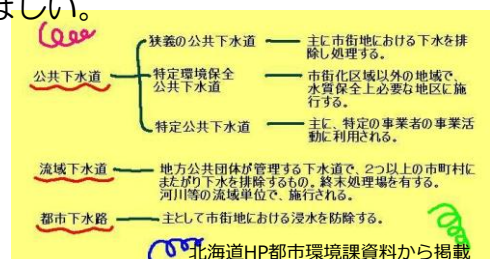 ましい。
狭義の公共下水道
主に市街地における下水を排
除し処理する。
公共下水道
特定環境保全
公共下水道
市街化区域以外の地域で、
水質保全上必要な地区に施
行する。
特定公共下水道
主に、特定の事業者の事業活
動に利用される。
流域下水道
地方公共団体が管理する下水道で、2つ以上の市町村に
またがり下水を排除するもの。終末処理場を有する。
河川等の流域単位で、施行される。
都市下水路
主として市街地における浸水を防除する。
北海道HP都市環境課資料から掲載